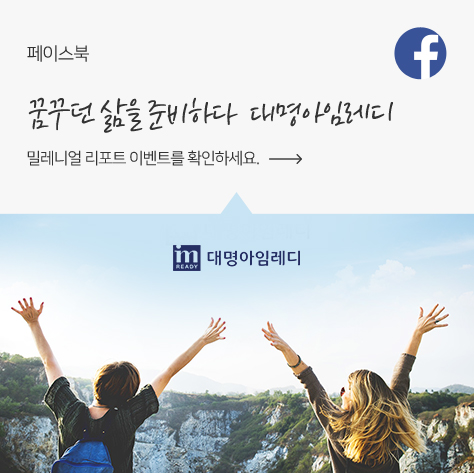 페이스북
꿈꾸던 삶을 준비하다 대명아임레디
밀레니얼 리포트 이벤트를 확인하세요.
im
READY
대명아임레디